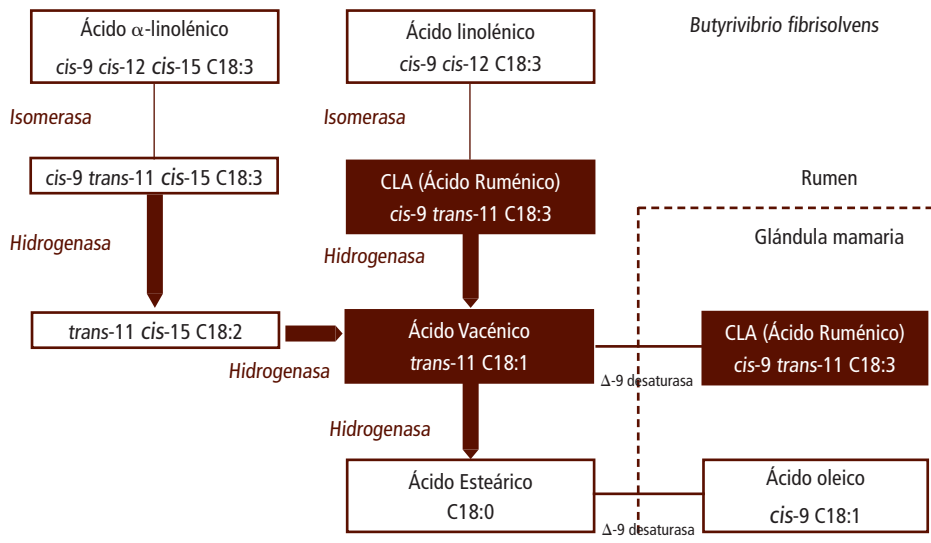 Ácido α-linolénico
cis-9 cis-12 cis-15 C18:3
Ácido linolénico
cis-9 cis-12 C18:3
Butyrivibrio fibrisolvens
Isomerasa
Isomerasa
cis-9 trans-11 cis-15 C18:3
CLA (Ácido Ruménico)
cis-9 trans-11 C18:3
Rumen
Glándula mamaria
Hidrogenasa
Hidrogenasa
trans-11 cis-15 C18:2
Ácido Vacénico
trans-11 C18:1
CLA (Ácido Ruménico)
cis-9 trans-11 C18:3
Hidrogenasa
Δ-9 desaturasa
Hidrogenasa
Ácido Esteárico
C18:0
Ácido oleico
cis-9 C18:1
Δ-9 desaturasa